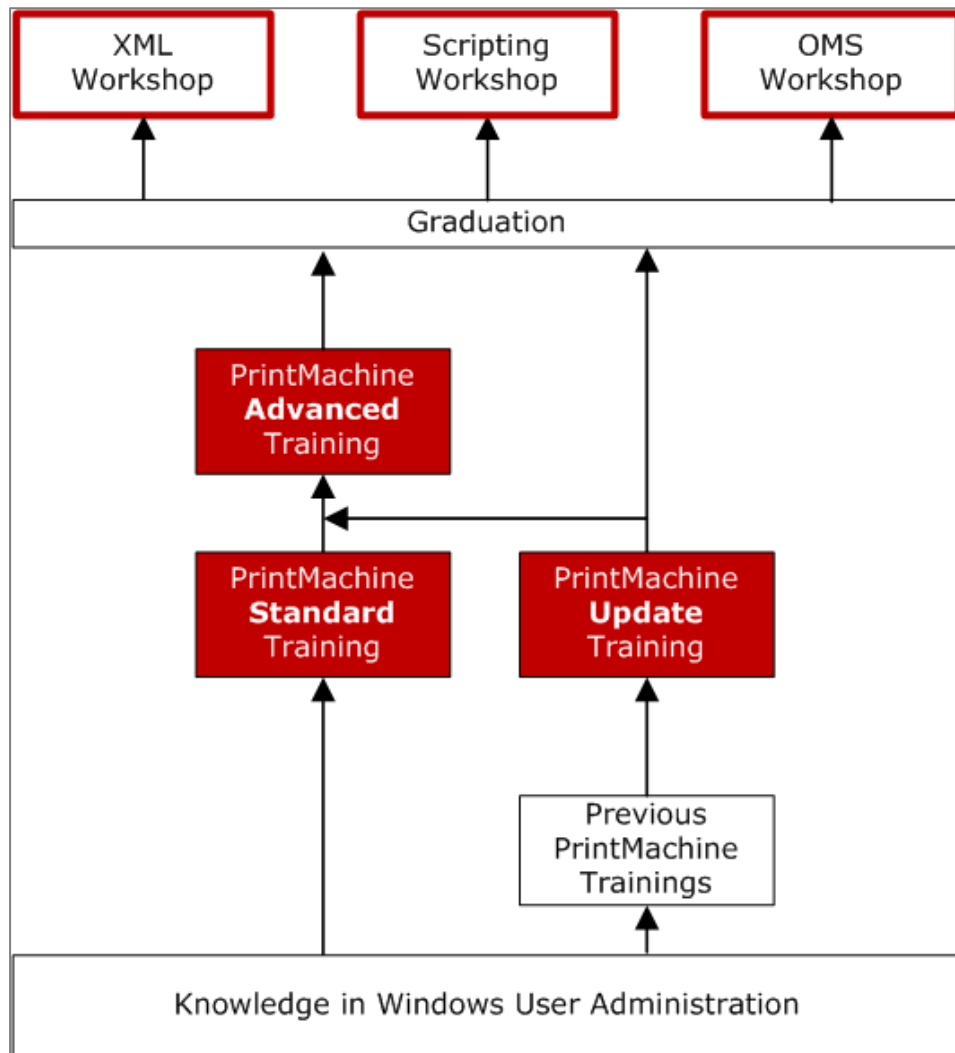 XML
Workshop
Scripting
Workshop
OMS
Workshop
Graduation
PrintMachine
Advanced
Training
PrintMachine
Standard
Training
PrintMachine
Update
Training
Previous
PrintMachine
Trainings
Knowledge in Windows User Administration